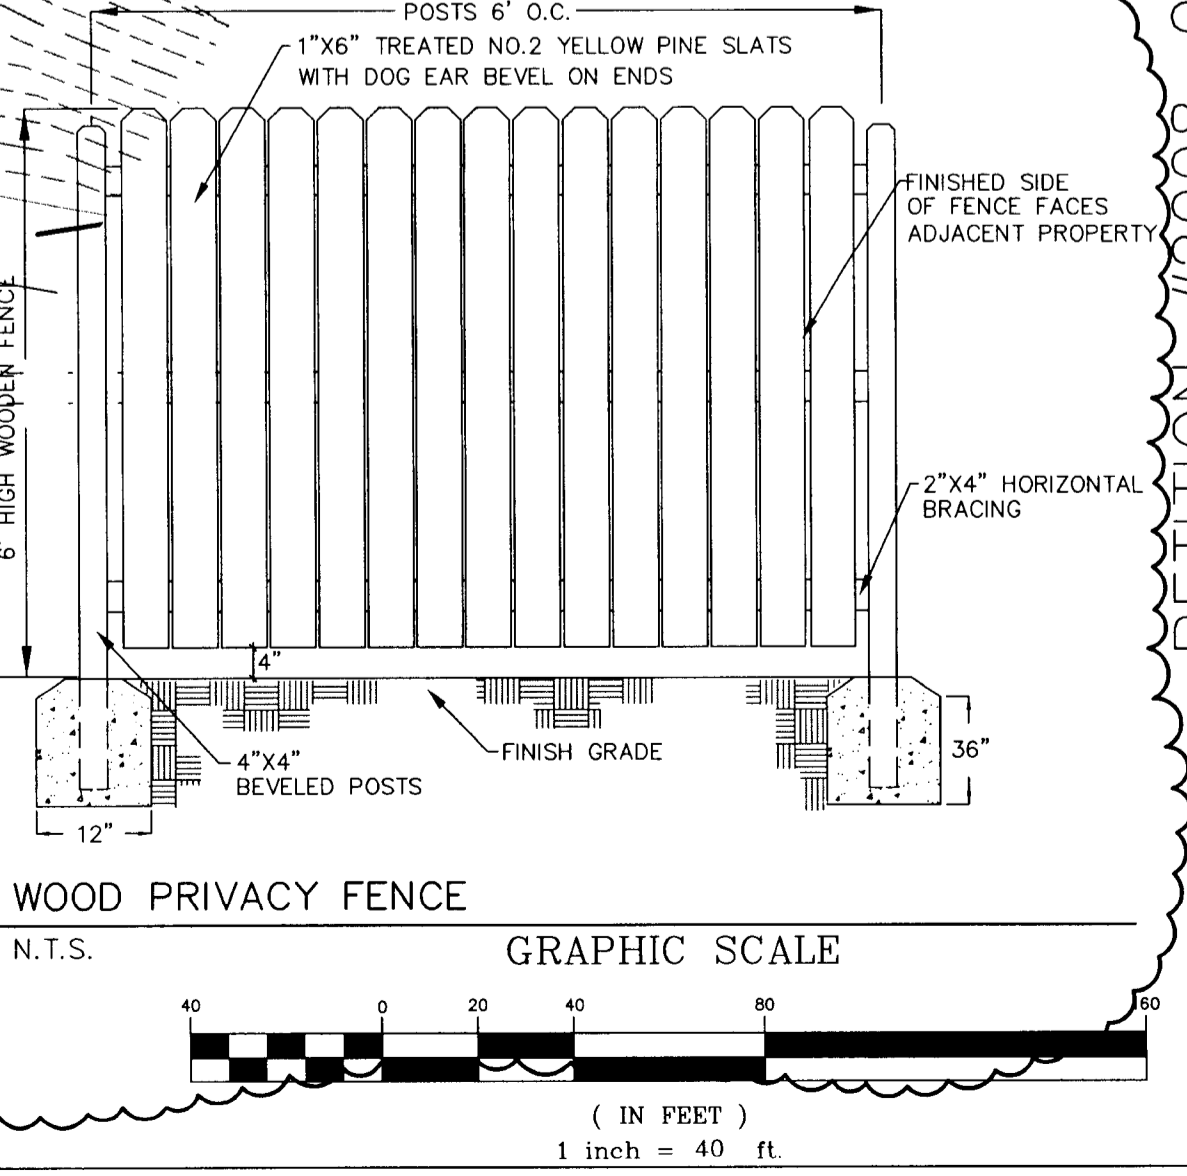 POSTS 6' O.C.
1"X6" TREATED NO.2 YELLOW PINE SLATS
WITH DOG EAR BEVEL ON ENDS
FINISHED SIDE
OF FENCE FACES
ADJACENT PROPERTY
6' HIGH WOODEN FENCE
2"X4" HORIZONTAL
BRACING
4"
4"X4"
BEVELED POSTS
FINISH GRADE
36"
12"
WOOD PRIVACY FENCE
N.T.S.
GRAPHIC SCALE
40 0 20 40 80 60
( IN FEET )
1 inch = 40 ft.